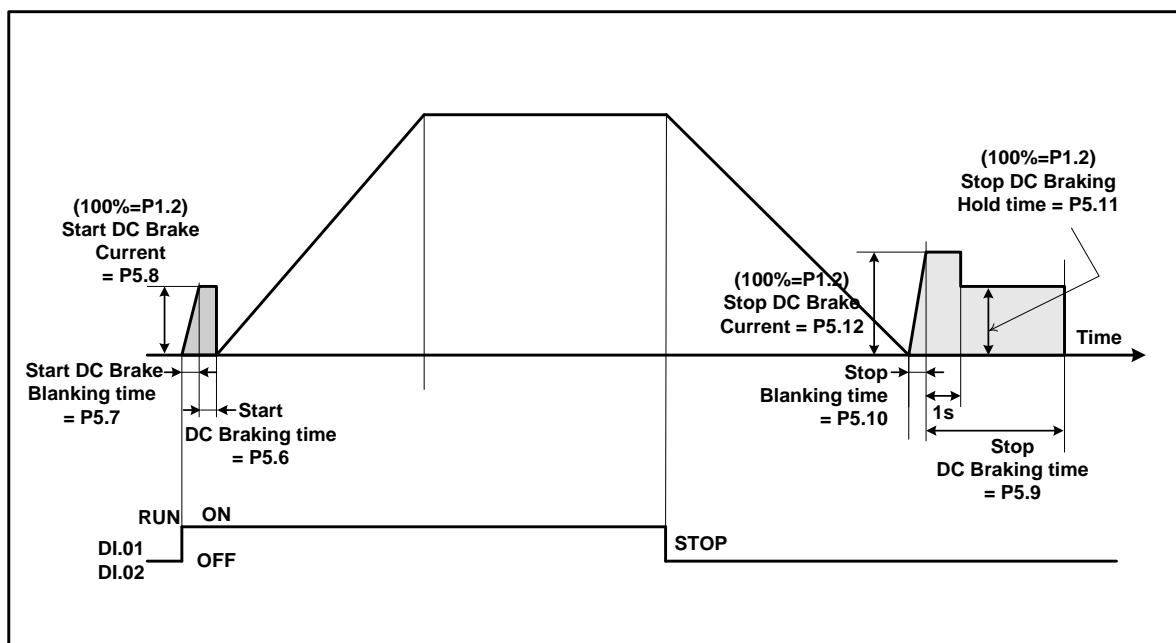 (100%=P1.2)
Start DC Brake
Current
= P5.8
(100%=P1.2)
Stop DC Braking
Hold time = P5.11
(100%=P1.2)
Stop DC Brake
Current = P5.12
Time
Start DC Brake
Blanking time
= P5.7
Start
DC Braking time
= P5.6
Stop
Blanking time
= P5.10
1s
Stop
DC Braking time
= P5.9
RUN ON
DI.01
DI.02
OFF
STOP